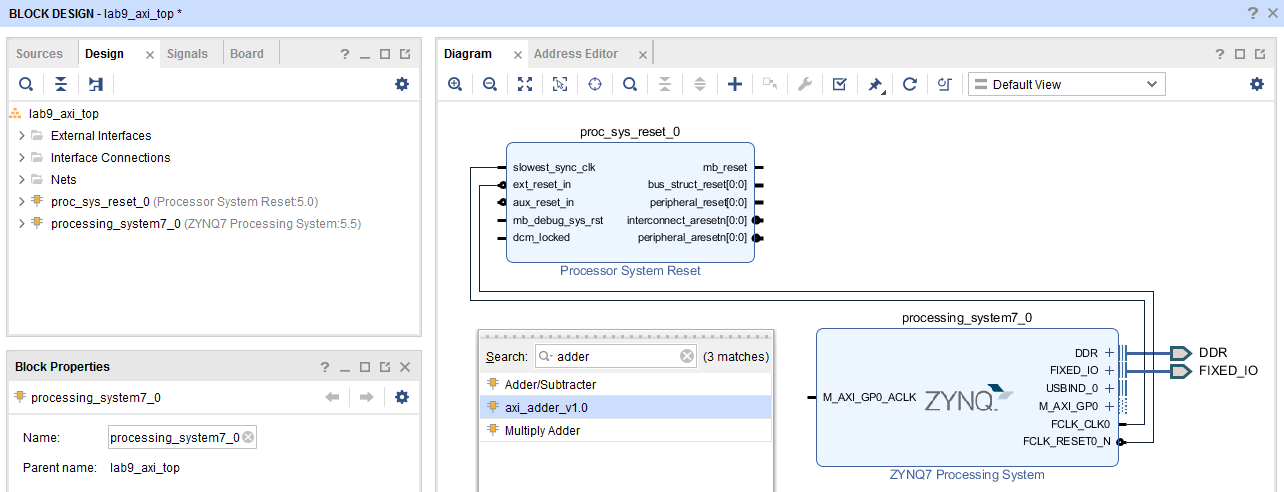 BLOCK DESIGN - lab9_axi_top *
Sources Design Signals Board
lab9_axi_top
External Interfaces
Interface Connections
Nets
proc_sys_reset_0 (Processor System Reset:5.0)
processing_system7_0 (ZYNQ7 Processing System:5.5)
Block Properties
processing_system7_0
Name: processing_system7_0
Parent name: lab9_axi_top
Diagram Address Editor
Default View
proc_sys_reset_0
slowest_sync_clk mb_reset
ext_reset_in bus_struct_reset[0:0]
aux_reset_in peripheral_reset[0:0]
mb_debug_sys_rst interconnect_aresetn[0:0]
dcm_locked peripheral_aresetn[0:0]
Processor System Reset
Search: adder (3 matches)
Adder/Subtracter
axi_adder_v1.0
Multiply Adder
processing_system7_0
DDR DDR
FIXED_IO FIXED_IO
USBIND_0
M_AXI_GP0_ACLK ZYNQ M_AXI_GP0
FCLK_CLK0
FCLK_RESET0_N
ZYNQ7 Processing System